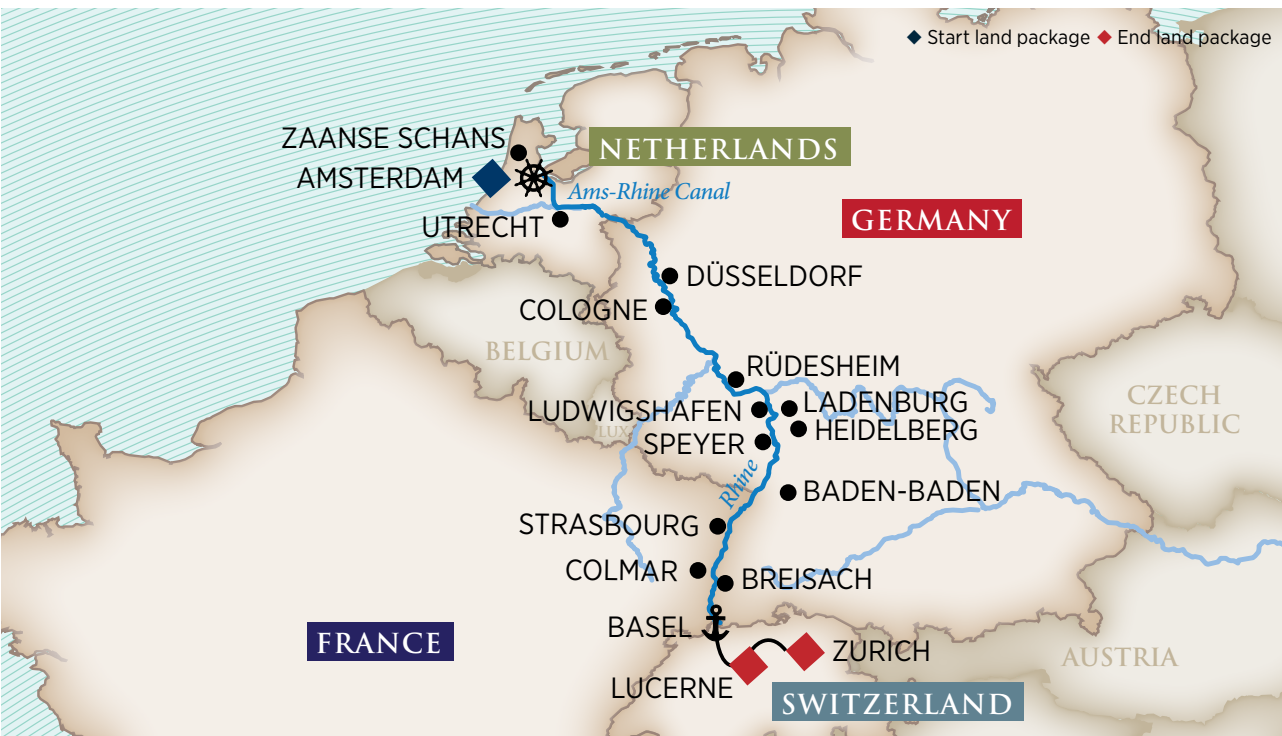 Start land package End land package
ZAANSE SCHANS
NETHERLANDS
AMSTERDAM
Ams-Rhine Canal
GERMANY
UTRECHT
DÜSSELDORF
COLOGNE
BELGIUM
RÜDESHEIM
CZECH
REPUBLIC
LUDWIGSHAFEN
LADENBURG
LUX
HEIDELBERG
SPEYER
Rhine
BADEN-BADEN
STRASBOURG
COLMAR
BREISACH
BASEL
FRANCE
ZURICH
AUSTRIA
LUCERNE
SWITZERLAND